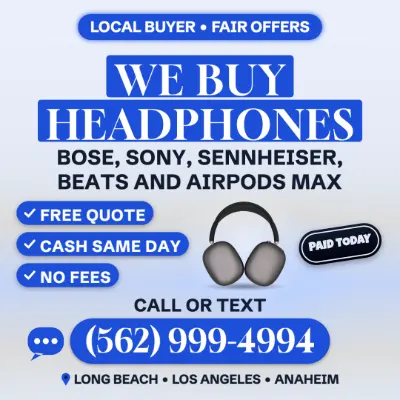 LOCAL BUYER • FAIR OFFERS
WE BUY
HEADPHONES
BOSE, SONY, SENNHEISER,
BEATS AND AIRPODS MAX
FREE QUOTE
CASH SAME DAY
NO FEES
PAID TODAY
CALL OR TEXT
(562) 999-4994
LONG BEACH • LOS ANGELES • ANAHEIM